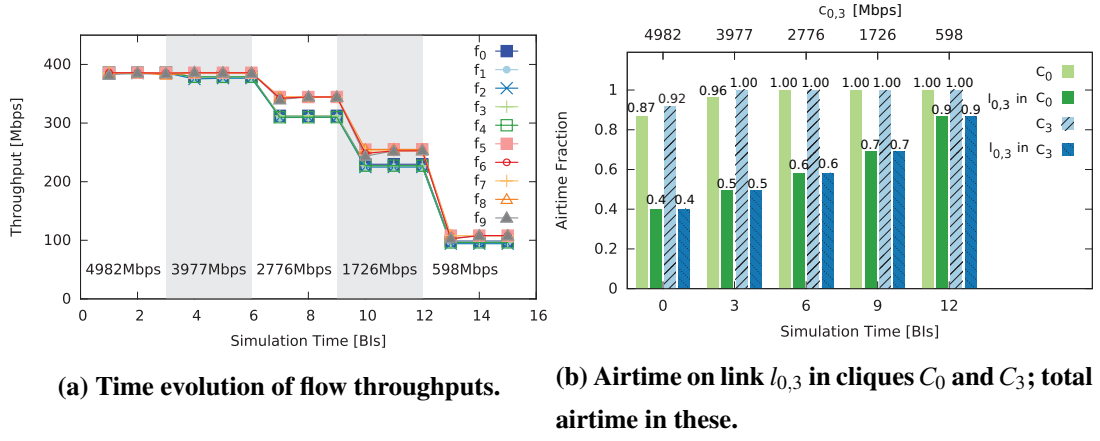 400
300
200
100
0
0
2
4
6
8
10
12
14
16
Throughput [Mbps]
Simulation Time [BIs]
4982Mbps
3977Mbps
2776Mbps
1726Mbps
598Mbps
f0
f1
f2
f3
f4
f5
f6
f7
f8
f9
(a) Time evolution of flow throughputs.
c0,3 [Mbps]
4982
3977
2776
1726
598
1
0.8
0.6
0.4
0.2
0
Airtime Fraction
0.87
0.4
0.92
0.4
0.96
0.5
1.00
0.5
1.00
0.6
1.00
0.6
1.00
0.7
1.00
0.7
1.00
0.9
1.00
0.9
C0
l0,3 in C0
C3
l0,3 in C3
0
3
6
9
12
Simulation Time [BIs]
(b) Airtime on link l0,3 in cliques C0 and C3; total
airtime in these.